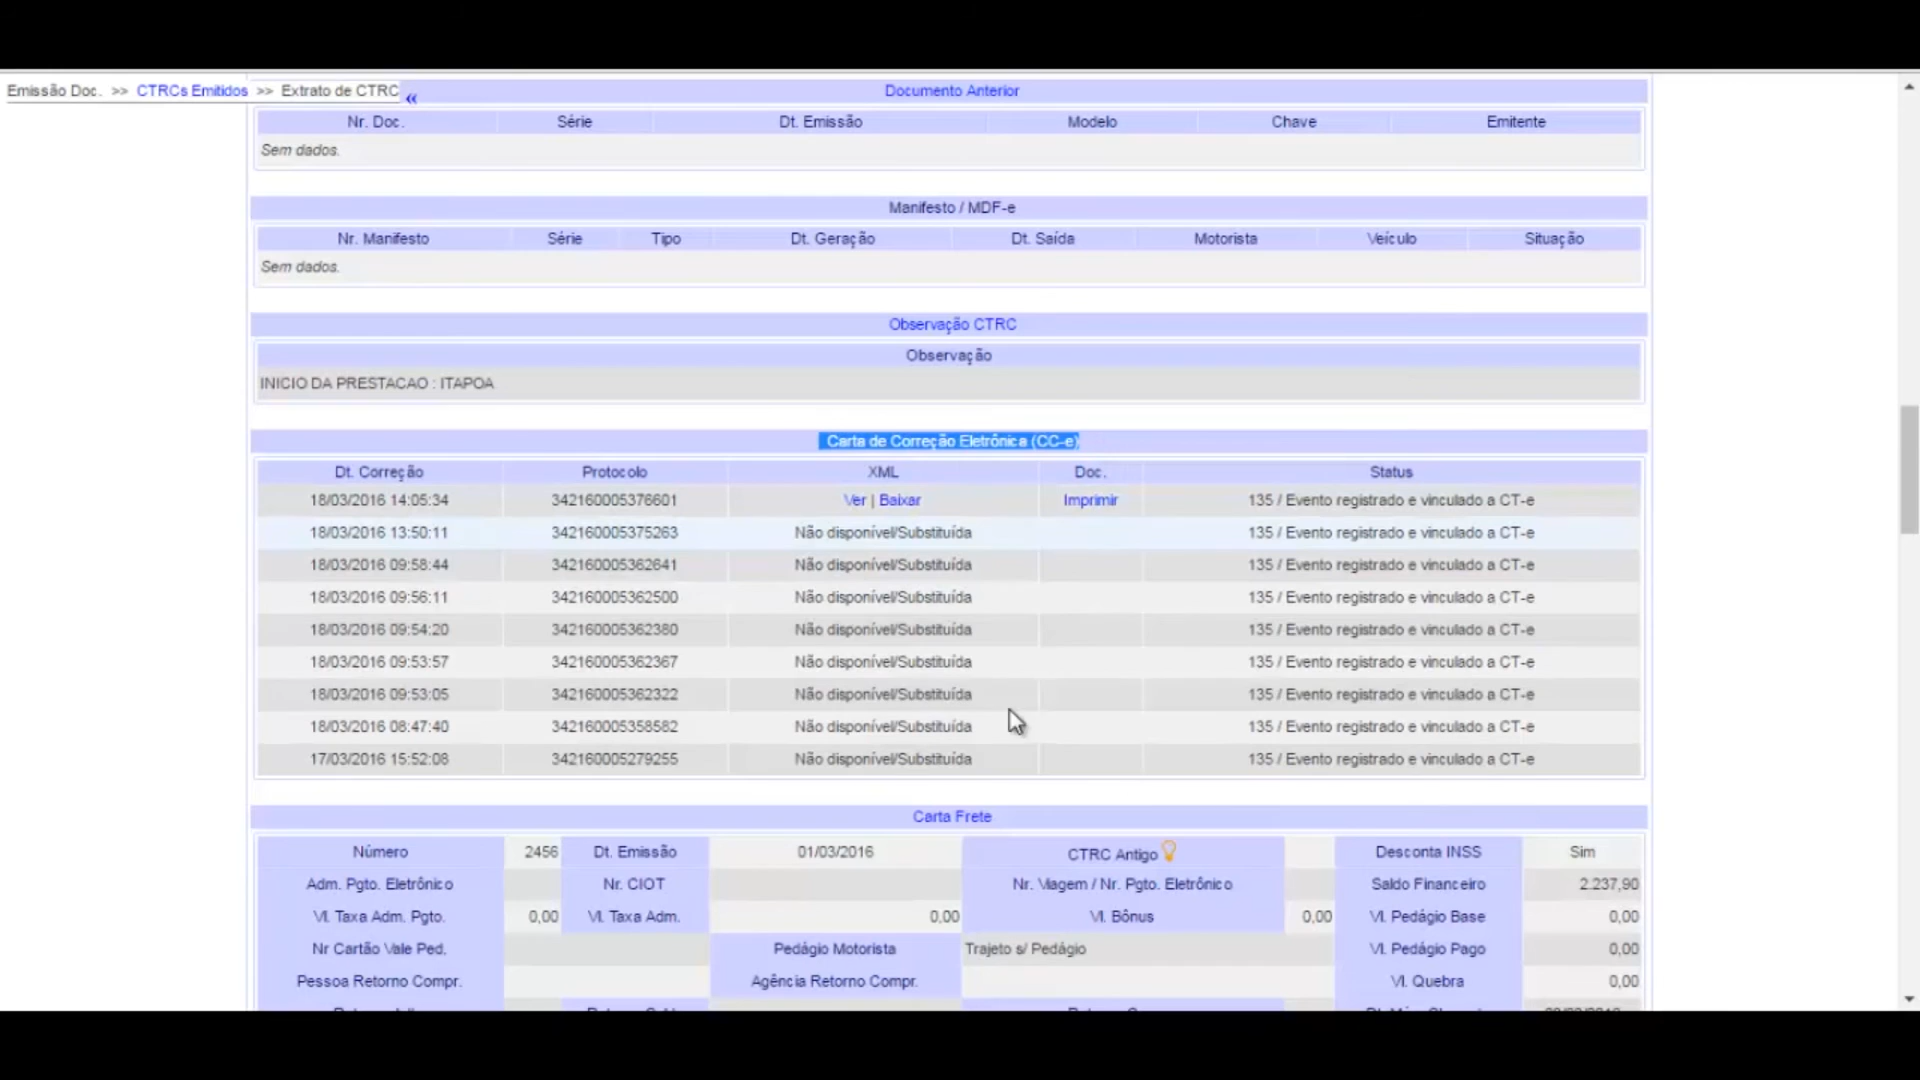 Emissão Doc. >> CTRCs Emitidos >> Extrato de CTRC «
Documento Anterior
Nr. Doc. Série Dt. Emissão Modelo Chave Emitente
Sem dados.
Manifesto / MDF-e
Nr. Manifesto Série Tipo Dt. Geração Dt. Saída Motorista Veículo Situação
Sem dados.
Observação CTRC
Observação
INICIO DA PRESTACAO : ITAPOA
Carta de Correção Eletrônica (CC-e)
Dt. Correção Protocolo XML Doc. Status
18/03/2016 14:05:34 342160005376601 Ver | Baixar Imprimir 135 / Evento registrado e vinculado a CT-e
18/03/2016 13:50:11 342160005375263 Não disponível/Substituída 135 / Evento registrado e vinculado a CT-e
18/03/2016 09:58:44 342160005362641 Não disponível/Substituída 135 / Evento registrado e vinculado a CT-e
18/03/2016 09:56:11 342160005362500 Não disponível/Substituída 135 / Evento registrado e vinculado a CT-e
18/03/2016 09:54:20 342160005362380 Não disponível/Substituída 135 / Evento registrado e vinculado a CT-e
18/03/2016 09:53:57 342160005362367 Não disponível/Substituída 135 / Evento registrado e vinculado a CT-e
18/03/2016 09:53:05 342160005362322 Não disponível/Substituída 135 / Evento registrado e vinculado a CT-e
18/03/2016 08:47:40 342160005358582 Não disponível/Substituída 135 / Evento registrado e vinculado a CT-e
17/03/2016 15:52:08 342160005279255 Não disponível/Substituída 135 / Evento registrado e vinculado a CT-e
Carta Frete
Número 2456 Dt. Emissão 01/03/2016 CTRC Antigo Desconta INSS Sim
Adm. Pgto. Eletrônico Nr. CIOT Nr. Viagem / Nr. Pgto. Eletrônico Saldo Financeiro 2.237,90
Vl. Taxa Adm. Pgto. 0,00 Vl. Taxa Adm. 0,00 Vl. Bônus 0,00 Vl. Pedágio Base 0,00
Nr Cartão Vale Ped. Pedágio Motorista Trajeto s/ Pedágio Vl. Pedágio Pago 0,00
Pessoa Retorno Compr. Agência Retorno Compr. Vl. Quebra 0,00